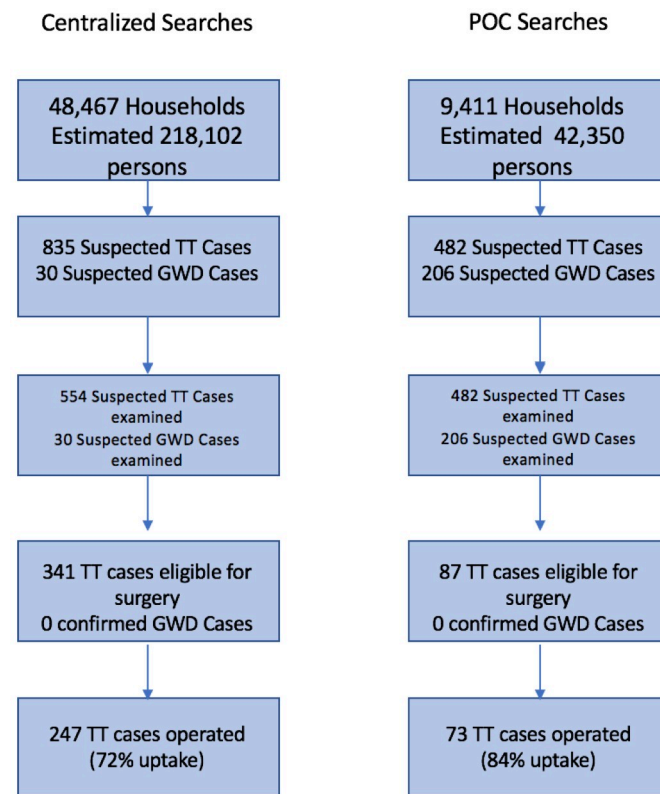 Centralized Searches
48,467 Households
Estimated 218,102
persons
835 Suspected TT Cases
30 Suspected GWD Cases
554 Suspected TT Cases
examined
30 Suspected GWD Cases
examined
341 TT cases eligible for
surgery
0 confirmed GWD Cases
247 TT cases operated
(72% uptake)
POC Searches
9,411 Households
Estimated 42,350
persons
482 Suspected TT Cases
206 Suspected GWD Cases
482 Suspected TT Cases
examined
206 Suspected GWD Cases
examined
87 TT cases eligible for
surgery
0 confirmed GWD Cases
73 TT cases operated
(84% uptake)